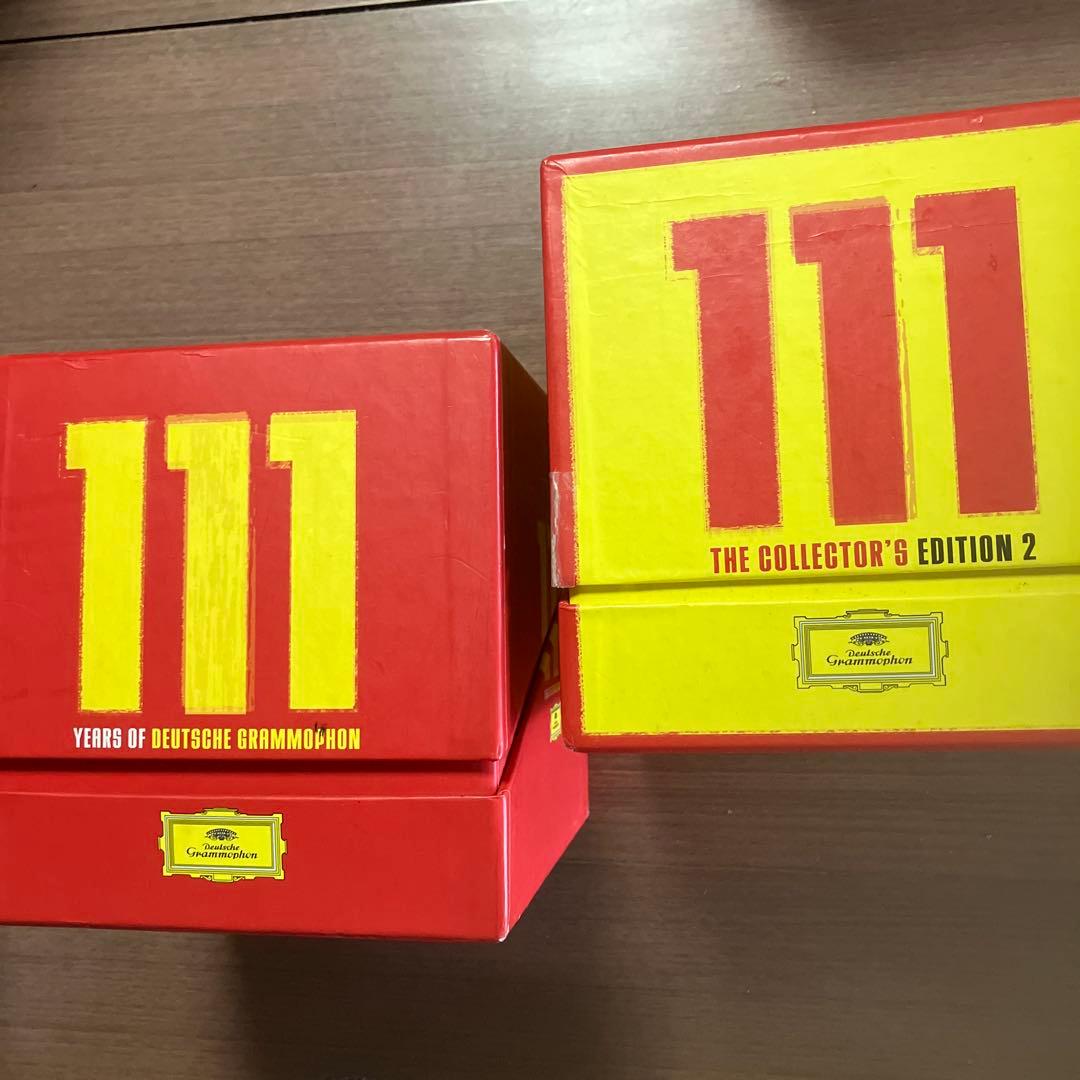 111
YEARS OF DEUTSCHE GRAMMOPHON
Deutsche
Grammophon
111
THE COLLECTOR'S EDITION 2
Deutsche
Grammophon